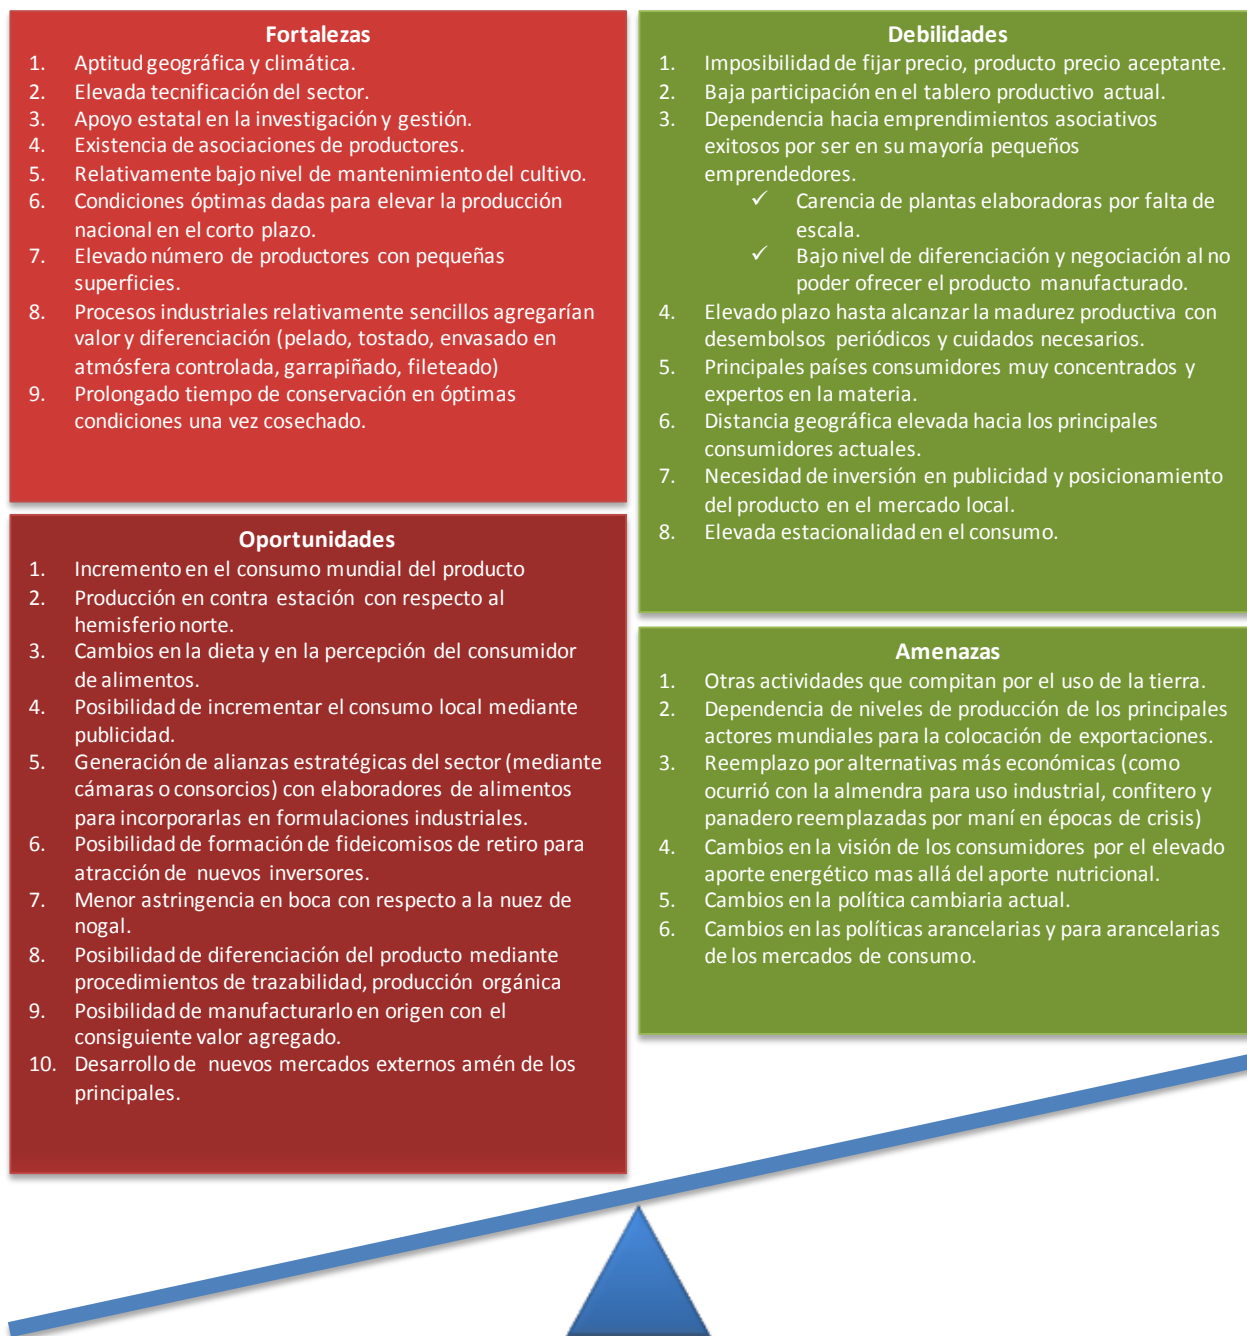 Fortalezas
1. Aptitud geográfica y climática.
2. Elevada tecnificación del sector.
3. Apoyo estatal en la investigación y gestión.
4. Existencia de asociaciones de productores.
5. Relativamente bajo nivel de mantenimiento del cultivo.
6. Condiciones óptimas dadas para elevar la producción
nacional en el corto plazo.
7. Elevado número de productores con pequeñas
superficies.
8. Procesos industriales relativamente sencillos agregarían
valor y diferenciación (pelado, tostado, envasado en
atmósfera controlada, garrapiñado, fileteado)
9. Prolongado tiempo de conservación en óptimas
condiciones una vez cosechado.
Debilidades
1. Imposibilidad de fijar precio, producto precio aceptante.
2. Baja participación en el tablero productivo actual.
3. Dependencia hacia emprendimientos asociativos
exitosos por ser en su mayoría pequeños
emprendedores.
✓ Carencia de plantas elaboradoras por falta de
escala.
✓ Bajo nivel de diferenciación y negociación al no
poder ofrecer el producto manufacturado.
4. Elevado plazo hasta alcanzar la madurez productiva con
desembolsos periódicos y cuidados necesarios.
5. Principales países consumidores muy concentrados y
expertos en la materia.
6. Distancia geográfica elevada hacia los principales
consumidores actuales.
7. Necesidad de inversión en publicidad y posicionamiento
del producto en el mercado local.
8. Elevada estacionalidad en el consumo.
Oportunidades
1. Incremento en el consumo mundial del producto
2. Producción en contra estación con respecto al
hemisferio norte.
3. Cambios en la dieta y en la percepción del consumidor
de alimentos.
4. Posibilidad de incrementar el consumo local mediante
publicidad.
5. Generación de alianzas estratégicas del sector (mediante
cámaras o consorcios) con elaboradores de alimentos
para incorporarlas en formulaciones industriales.
6. Posibilidad de formación de fideicomisos de retiro para
atracción de nuevos inversores.
7. Menor astringencia en boca con respecto a la nuez de
nogal.
8. Posibilidad de diferenciación del producto mediante
procedimientos de trazabilidad, producción orgánica
9. Posibilidad de manufacturarlo en origen con el
consiguiente valor agregado.
10. Desarrollo de nuevos mercados externos amén de los
principales.
Amenazas
1. Otras actividades que compitan por el uso de la tierra.
2. Dependencia de niveles de producción de los principales
actores mundiales para la colocación de exportaciones.
3. Reemplazo por alternativas más económicas (como
ocurrió con la almendra para uso industrial, confitero y
panadero reemplazadas por maní en épocas de crisis)
4. Cambios en la visión de los consumidores por el elevado
aporte energético mas allá del aporte nutricional.
5. Cambios en la política cambiaria actual.
6. Cambios en las políticas arancelarias y para arancelarias
de los mercados de consumo.